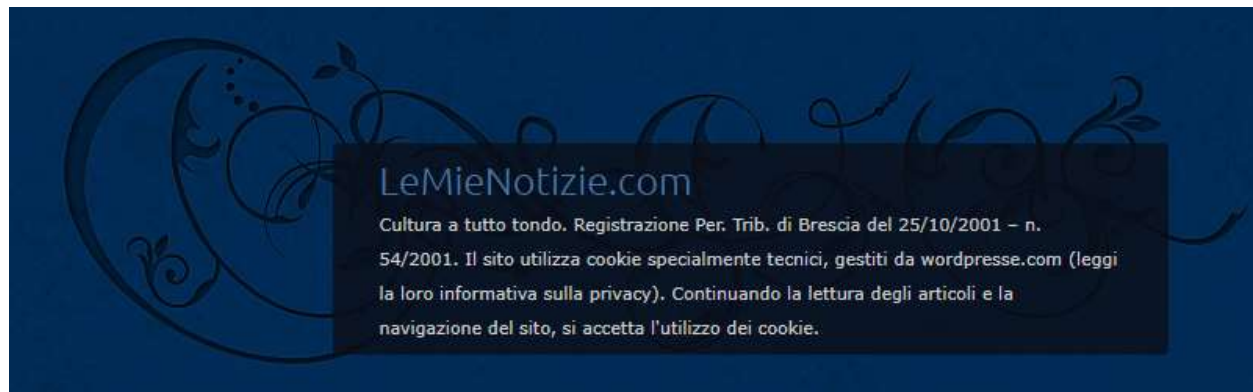 LeMieNotizie.com
Cultura a tutto tondo. Registrazione Per. Trib. di Brescia del 25/10/2001 – n.
54/2001. Il sito utilizza cookie specialmente tecnici, gestiti da wordpresse.com (leggi
la loro informativa sulla privacy). Continuando la lettura degli articoli e la
navigazione del sito, si accetta l'utilizzo dei cookie.